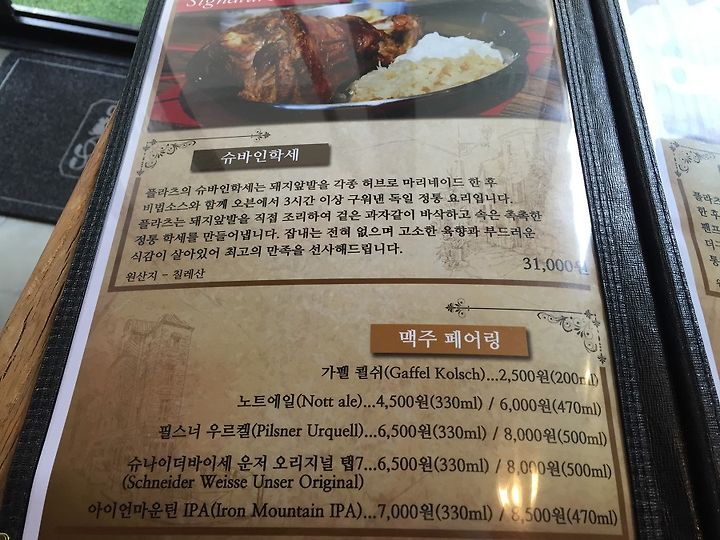 슈바인학세
플라츠의 슈바인학세는 돼지앞발을 각종 허브로 마리네이드 한 후
비법소스와 함께 오븐에서 3시간 이상 구워낸 독일 정통 요리입니다.
플라츠는 돼지앞발을 직접 조리하여 겉은 과자같이 바삭하고 속은 촉촉한
정통 학세를 만들어냅니다. 잡내는 전혀 없으며 고소한 육향과 부드러운
식감이 살아있어 최고의 만족을 선사해드립니다.
31,000원
원산지 - 칠레산
맥주 페어링
가펠 쾰쉬(Gaffel Kolsch)...2,500원(200ml)
노트에일(Nott ale)...4,500원(330ml) / 6,000원(470ml)
필스너 우르켈(Pilsner Urquell)...6,500원(330ml) / 8,000원(500ml)
슈나이더바이세 운저 오리지널 탭7...6,500원(330ml) / 8,000원(500ml)
(Schneider Weisse Unser Original)
아이언마운틴 IPA(Iron Mountain IPA)...7,000원(330ml) / 8,500원(470ml)